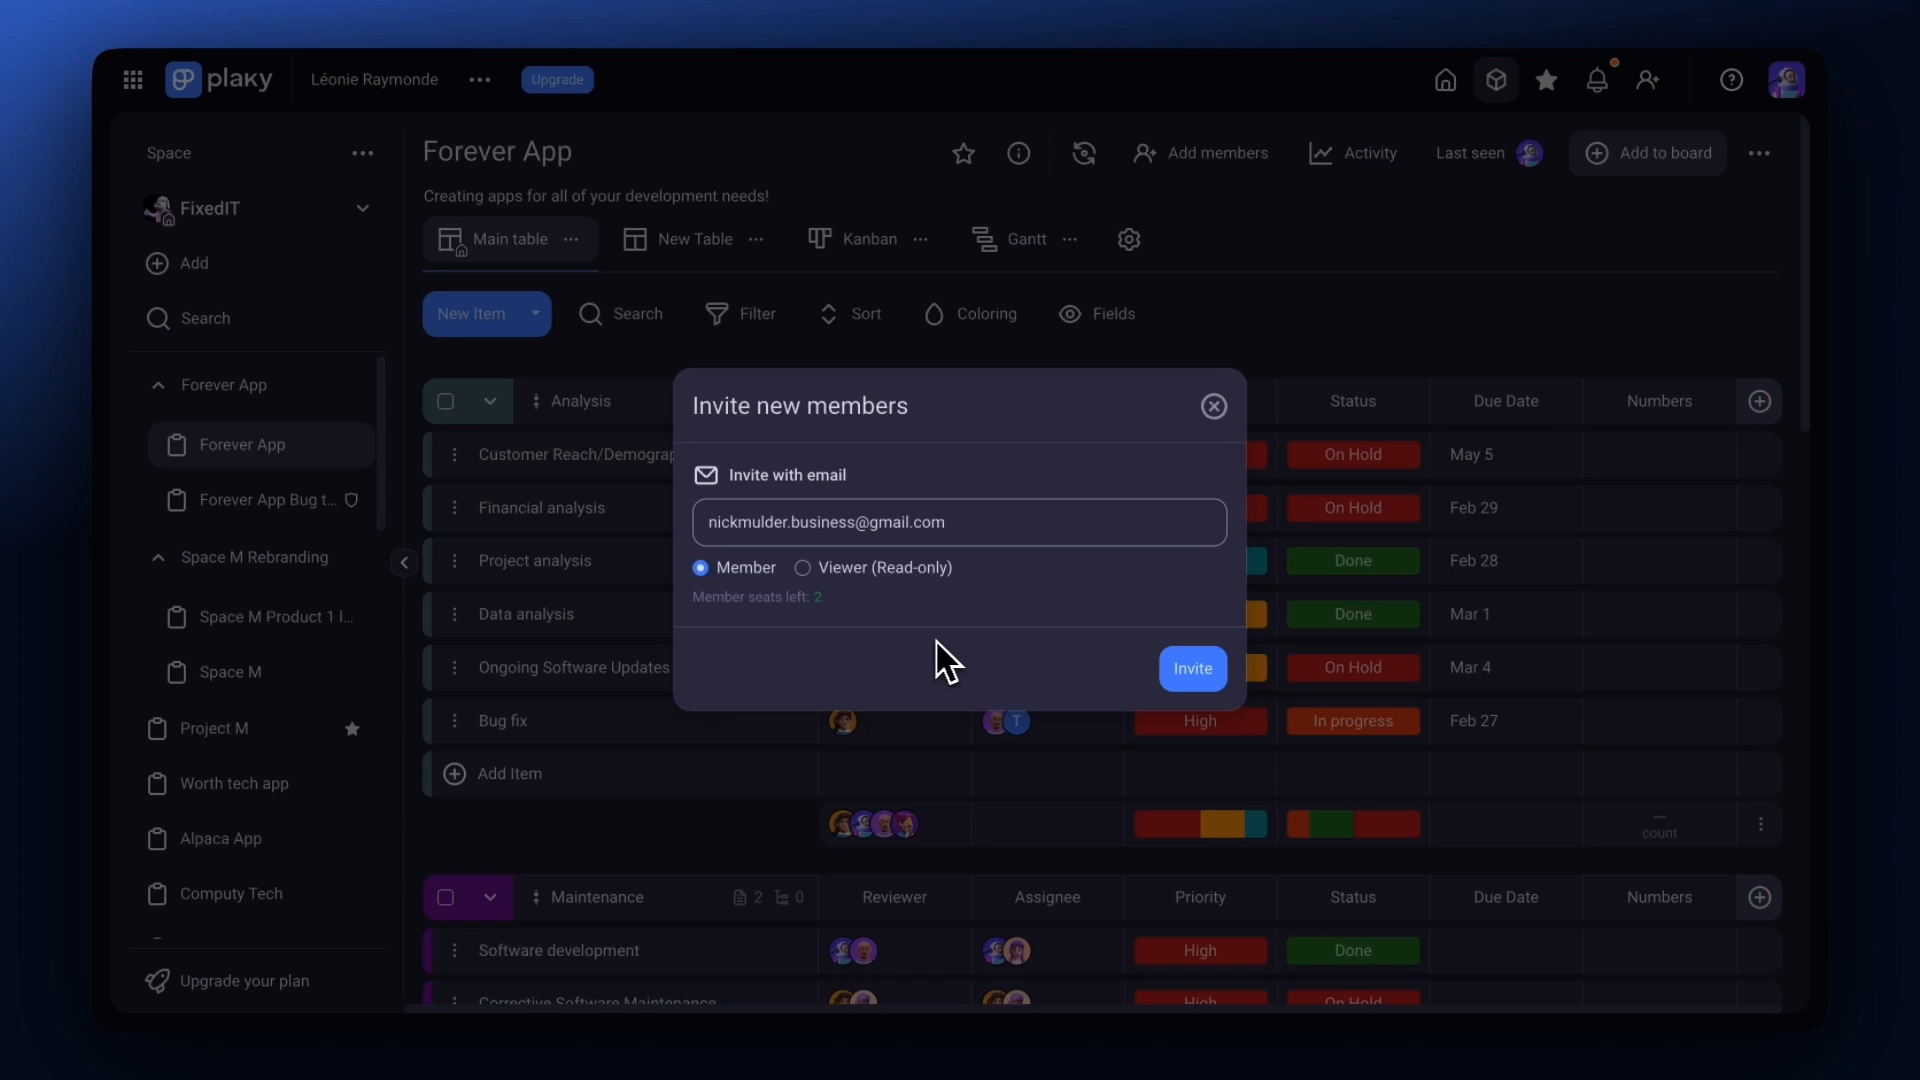 plaky
Léonie Raymonde
Upgrade
Space
FixedIT
Add
Search
Forever App
Forever App
Forever App Bug t...
Space M Rebranding
Space M Product 1 l...
Space M
Project M
Worth tech app
Alpaca App
Computy Tech
Upgrade your plan
Forever App
Add members
Activity
Last seen
Add to board
Creating apps for all of your development needs!
Main table
New Table
Kanban
Gantt
New Item
Search
Filter
Sort
Coloring
Fields
Analysis
Status
Due Date
Numbers
Customer Reach/Demograp
On Hold
May 5
Financial analysis
On Hold
Feb 29
Project analysis
Done
Feb 28
Data analysis
Done
Mar 1
Ongoing Software Updates
On Hold
Mar 4
Bug fix
T
High
In progress
Feb 27
Add Item
count
Invite new members
Invite with email
nickmulder.business@gmail.com
Member
Viewer (Read-only)
Member seats left: 2
Invite
Maintenance
2
0
Reviewer
Assignee
Priority
Status
Due Date
Numbers
Software development
High
Done
Corrective Software Maintenance
High
On Hold